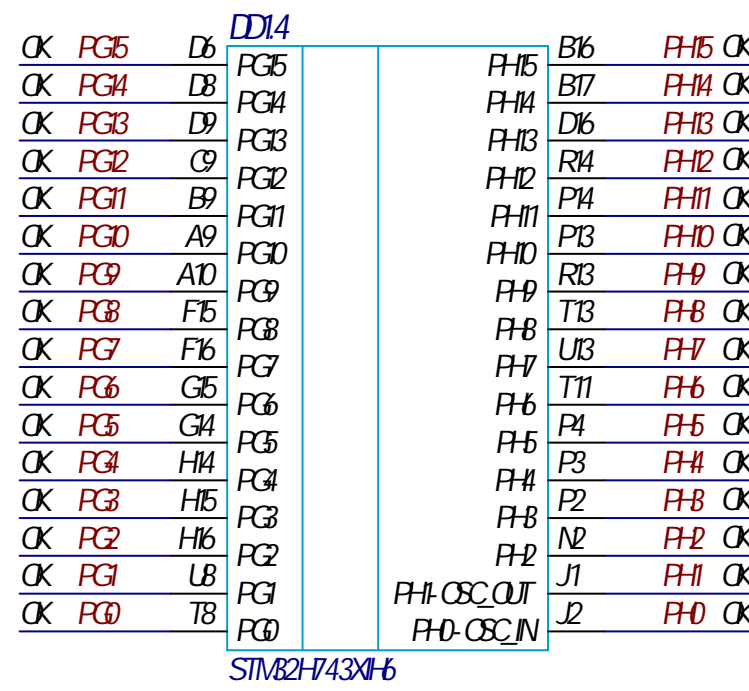 DD1.4
OK PG15 D6 PG15 PH15 B16 PH15 OK
OK PG14 D8 PG14 PH14 B17 PH14 OK
OK PG13 D9 PG13 PH13 D16 PH13 OK
OK PG12 C9 PG12 PH12 R14 PH12 OK
OK PG11 B9 PG11 PH11 P14 PH11 OK
OK PG10 A9 PG10 PH10 P13 PH10 OK
OK PG9 A10 PG9 PH9 R13 PH9 OK
OK PG8 F15 PG8 PH8 T13 PH8 OK
OK PG7 F16 PG7 PH7 U13 PH7 OK
OK PG6 G15 PG6 PH6 T11 PH6 OK
OK PG5 G14 PG5 PH5 P4 PH5 OK
OK PG4 H14 PG4 PH4 P3 PH4 OK
OK PG3 H15 PG3 PH3 P2 PH3 OK
OK PG2 H16 PG2 PH2 N2 PH2 OK
OK PG1 U8 PG1 PH1-OSC_OUT J1 PH1 OK
OK PG0 T8 PG0 PH0-OSC_IN J2 PH0 OK
STM32H743XIH6